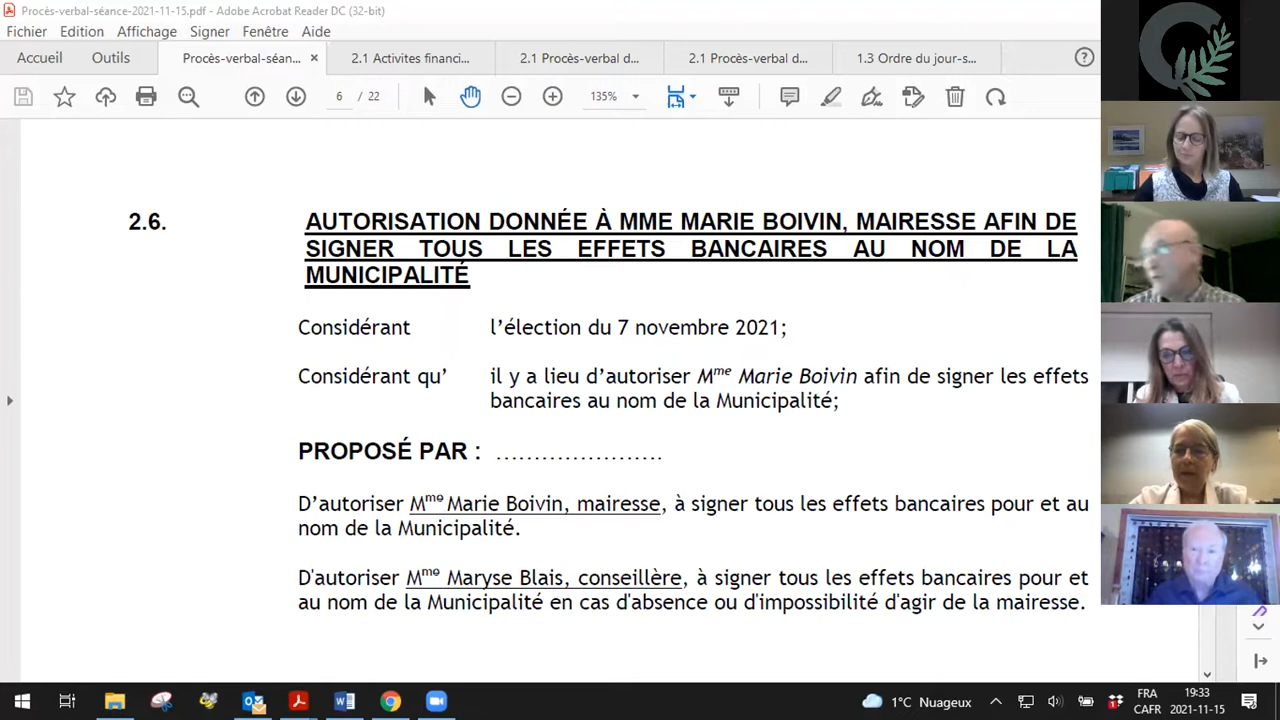 Procès-verbal-séance-2021-11-15.pdf - Adobe Acrobat Reader DC (32-bit)
Fichier Edition Affichage Signer Fenêtre Aide
Accueil Outils Procès-verbal-séan... × 2.1 Activites financi... 2.1 Procès-verbal d... 2.1 Procès-verbal d... 1.3 Ordre du jour-s...
6 / 22 135%
2.6. AUTORISATION DONNÉE À MME MARIE BOIVIN, MAIRESSE AFIN DE
SIGNER TOUS LES EFFETS BANCAIRES AU NOM DE LA
MUNICIPALITÉ
Considérant l’élection du 7 novembre 2021;
Considérant qu’ il y a lieu d’autoriser Mme Marie Boivin afin de signer les effets
bancaires au nom de la Municipalité;
PROPOSÉ PAR : ......................
D’autoriser Mme Marie Boivin, mairesse, à signer tous les effets bancaires pour et au
nom de la Municipalité.
D'autoriser Mme Maryse Blais, conseillère, à signer tous les effets bancaires pour et
au nom de la Municipalité en cas d'absence ou d'impossibilité d'agir de la mairesse.
1°C Nuageux
FRA
CAFR
19:33
2021-11-15